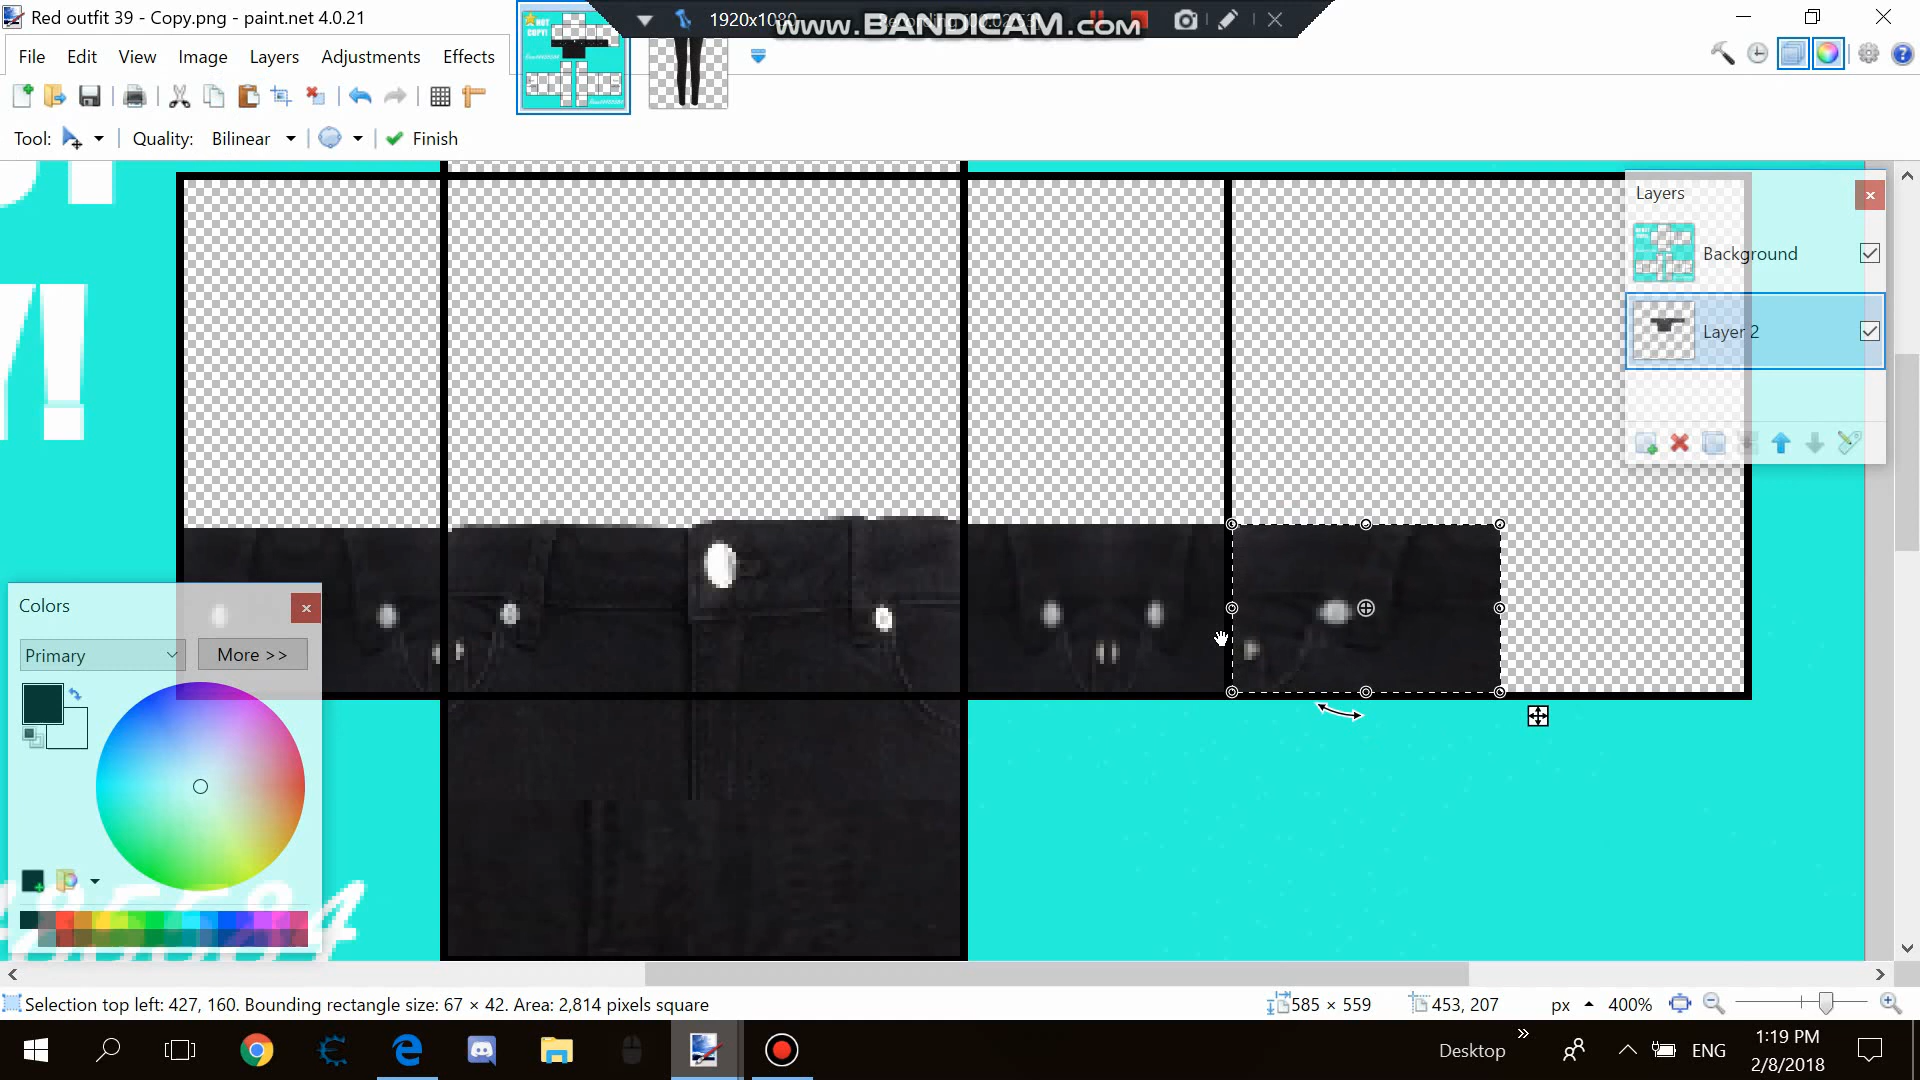 Red outfit 39 - Copy.png - paint.net 4.0.21
1920x1080
www.BANDICAM.com
File Edit View Image Layers Adjustments Effects
Tool: Quality: Bilinear Finish
Layers
Background
Layer 2
Colors
Primary
More >>
Selection top left: 427, 160. Bounding rectangle size: 67 × 42. Area: 2,814 pixels square
585 × 559
453, 207
px
400%
Desktop
ENG
1:19 PM
2/8/2018